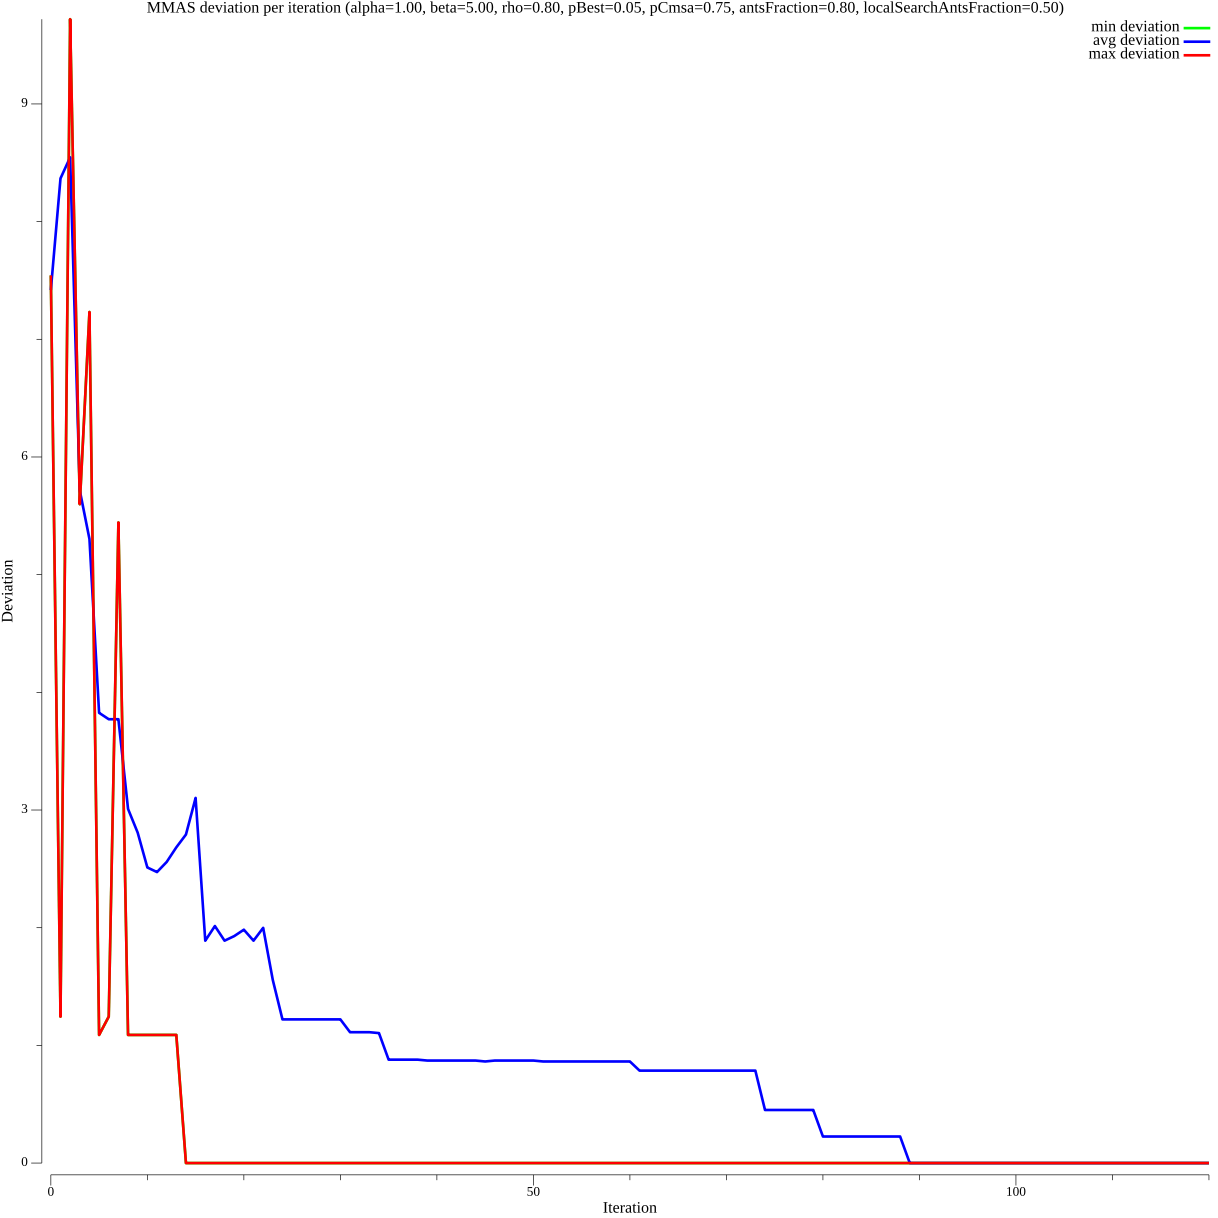 MMAS deviation per iteration (alpha=1.00, beta=5.00, rho=0.80, pBest=0.05, pCmsa=0.75, antsFraction=0.80, localSearchAntsFraction=0.50)
min deviation
avg deviation
max deviation
9
6
3
0
Deviation
0 50 100
Iteration